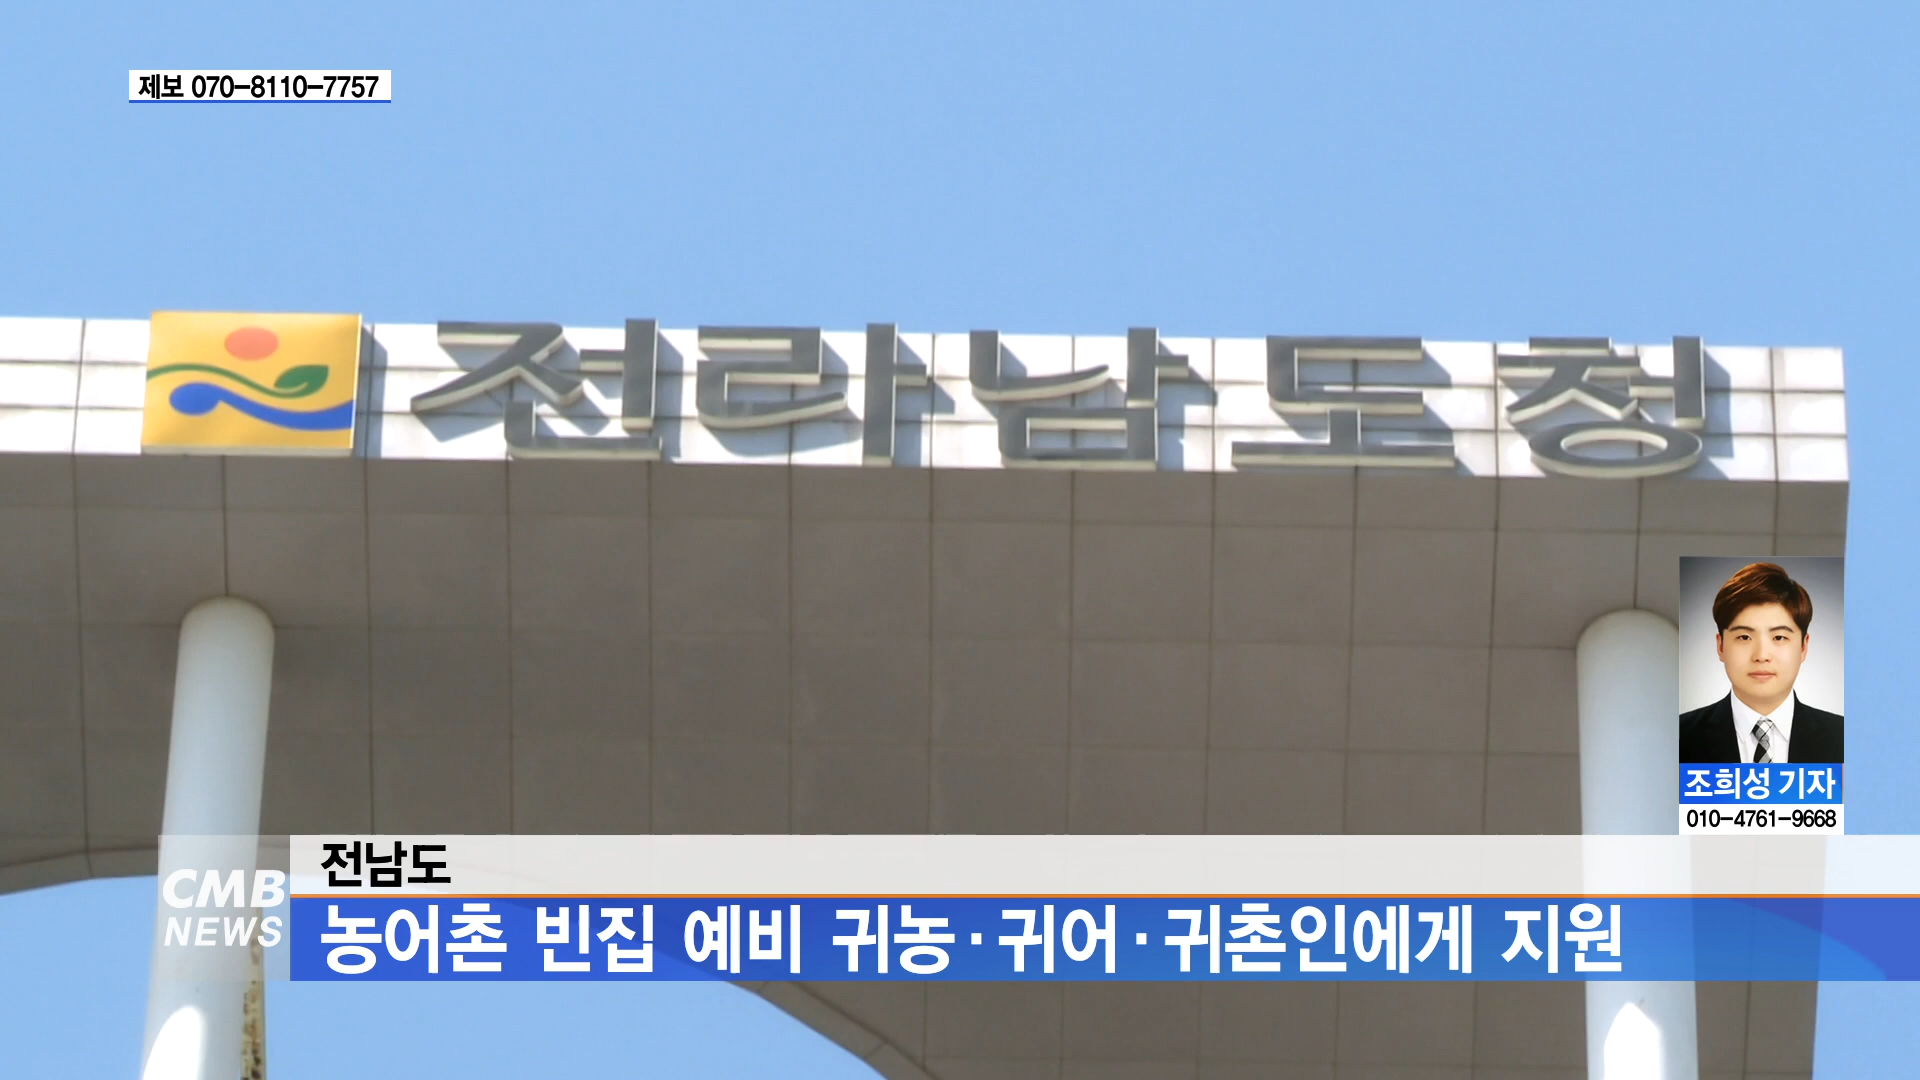 제보 070-8110-7757
전라남도청
조희성 기자
010-4761-9668
CMB
NEWS
전남도
농어촌 빈집 예비 귀농·귀어·귀촌인에게 지원